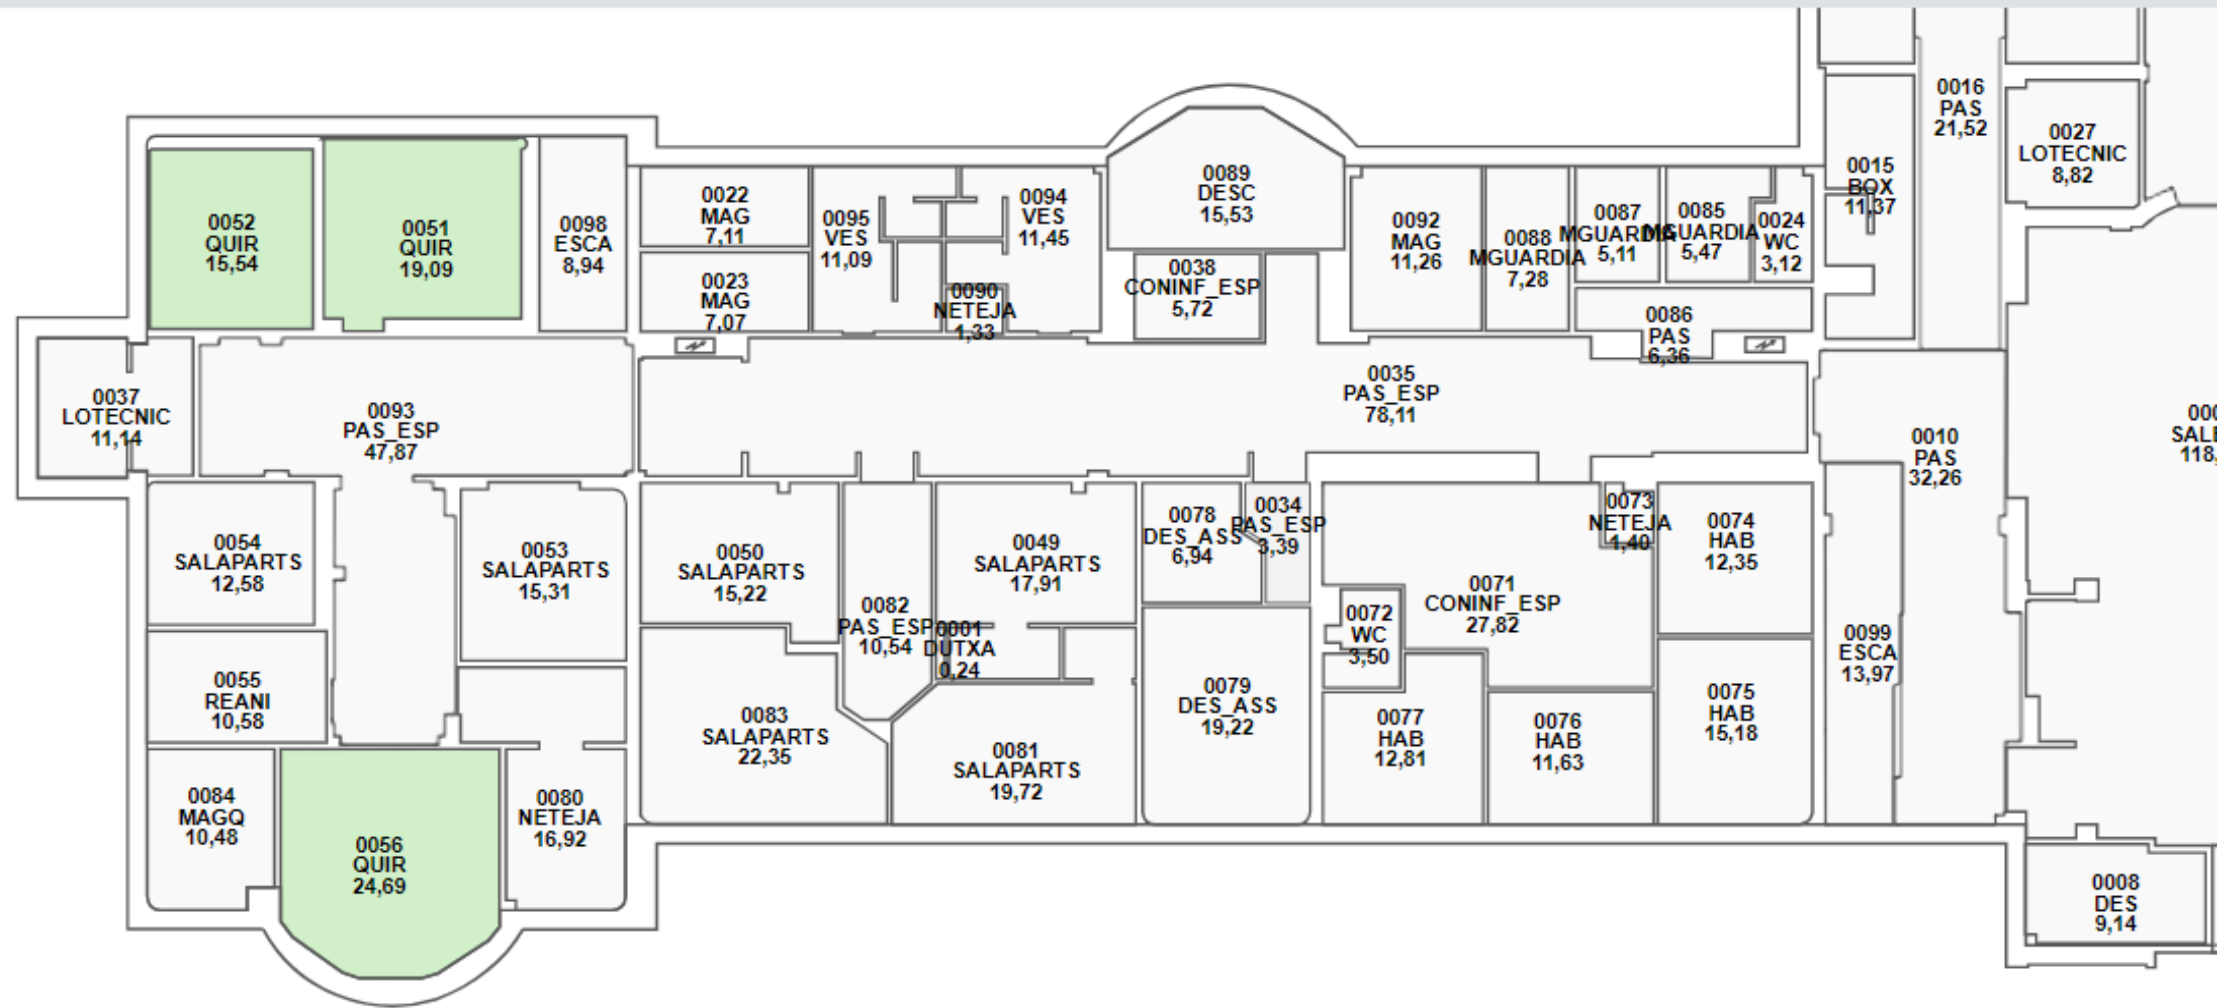 0052
QUIR
15,54
0051
QUIR
19,09
0098
ESCA
8,94
0022
MAG
7,11
0023
MAG
7,07
0095
VES
11,09
0094
VES
11,45
0090
NETEJA
1,33
0089
DESC
15,53
0038
CONINF_ESP
5,72
0092
MAG
11,26
0088
MGUARDIA
7,28
0087
MGUARDIA
5,11
0085
MGUARDIA
5,47
0024
WC
3,12
0086
PAS
6,36
0015
BOX
11,37
0016
PAS
21,52
0027
LOTECNIC
8,82
0037
LOTECNIC
11,14
0093
PAS_ESP
47,87
0035
PAS_ESP
78,11
0010
PAS
32,26
0054
SALAPARTS
12,58
0053
SALAPARTS
15,31
0050
SALAPARTS
15,22
0082
PAS_ESP
10,54
0049
SALAPARTS
17,91
0001
DUTXA
0,24
0078
DES_ASS
6,94
0034
PAS_ESP
3,39
0071
CONINF_ESP
27,82
0073
NETEJA
1,40
0074
HAB
12,35
0072
WC
3,50
0099
ESCA
13,97
0055
REANI
10,58
0083
SALAPARTS
22,35
0081
SALAPARTS
19,72
0079
DES_ASS
19,22
0077
HAB
12,81
0076
HAB
11,63
0075
HAB
15,18
0084
MAGQ
10,48
0056
QUIR
24,69
0080
NETEJA
16,92
0008
DES
9,14